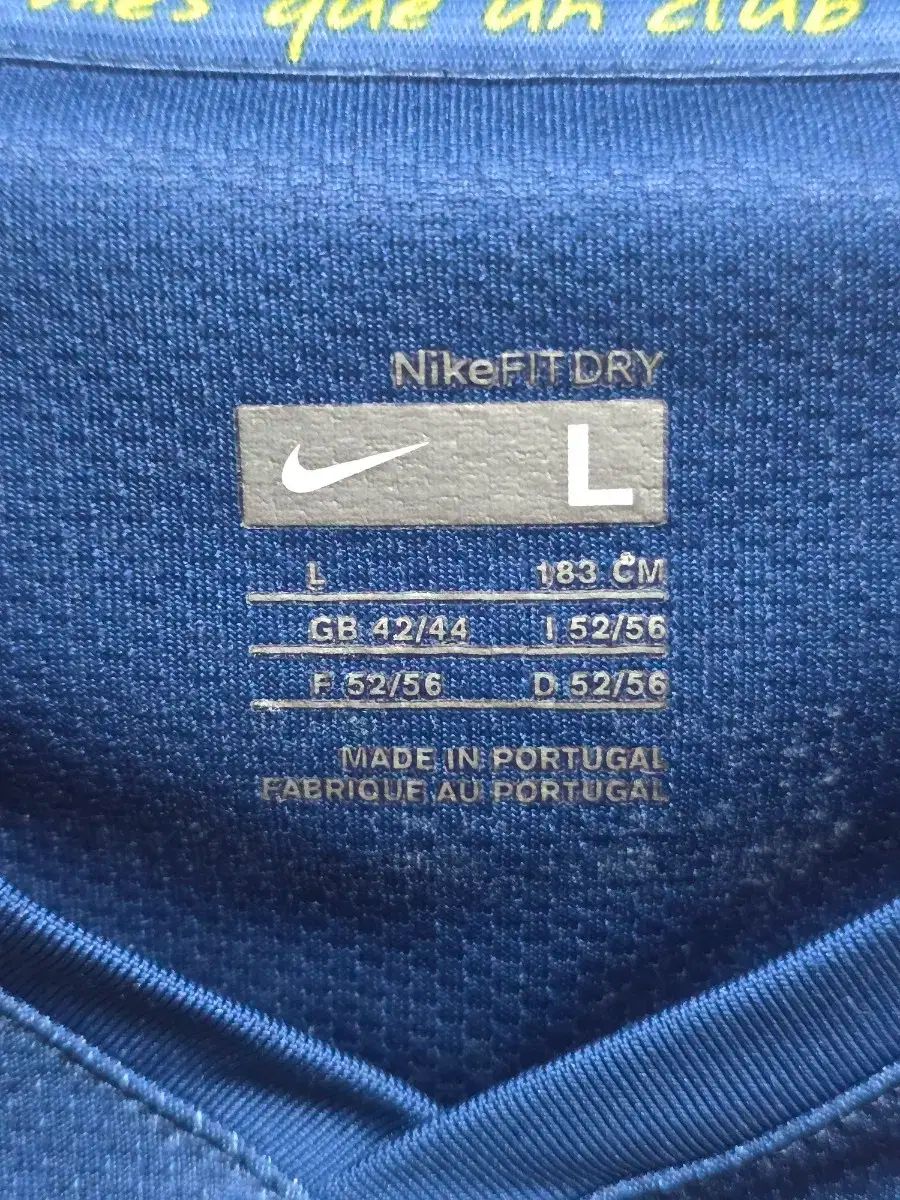 més que un club
NikeFIT DRY
L
L 183 CM
GB 42/44 I 52/56
F 52/56 D 52/56
MADE IN PORTUGAL
FABRIQUE AU PORTUGAL